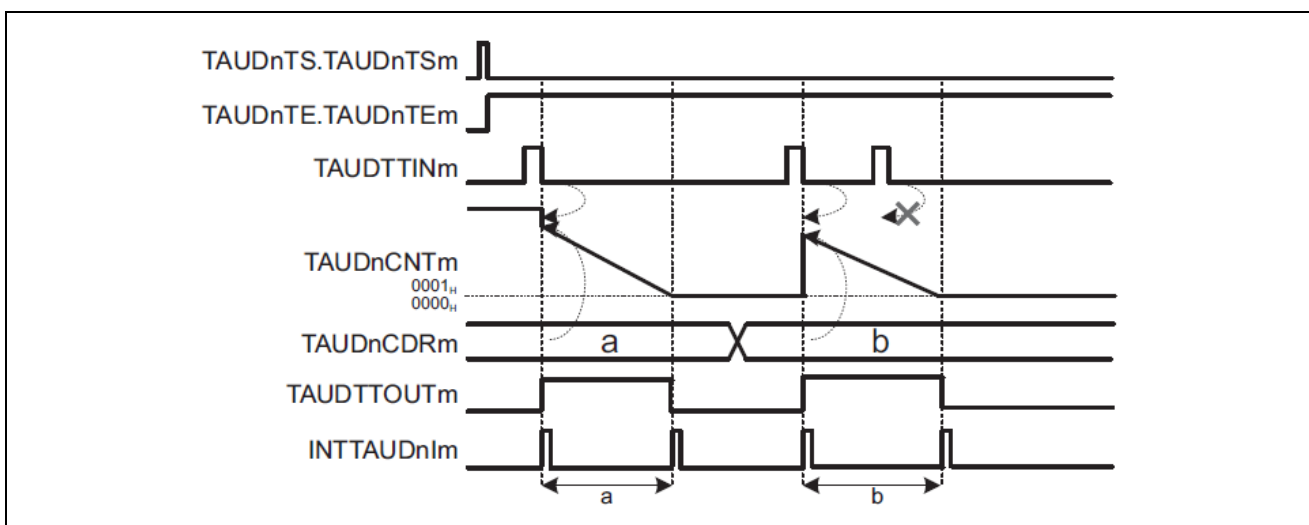 TAUDnTS.TAUDnTSm
TAUDnTE.TAUDnTEm
TAUDTTINm
TAUDnCNTm
0001H
0000H
TAUDnCDRm
a
b
TAUDTTOUTm
INTTAUDnIm
a
b